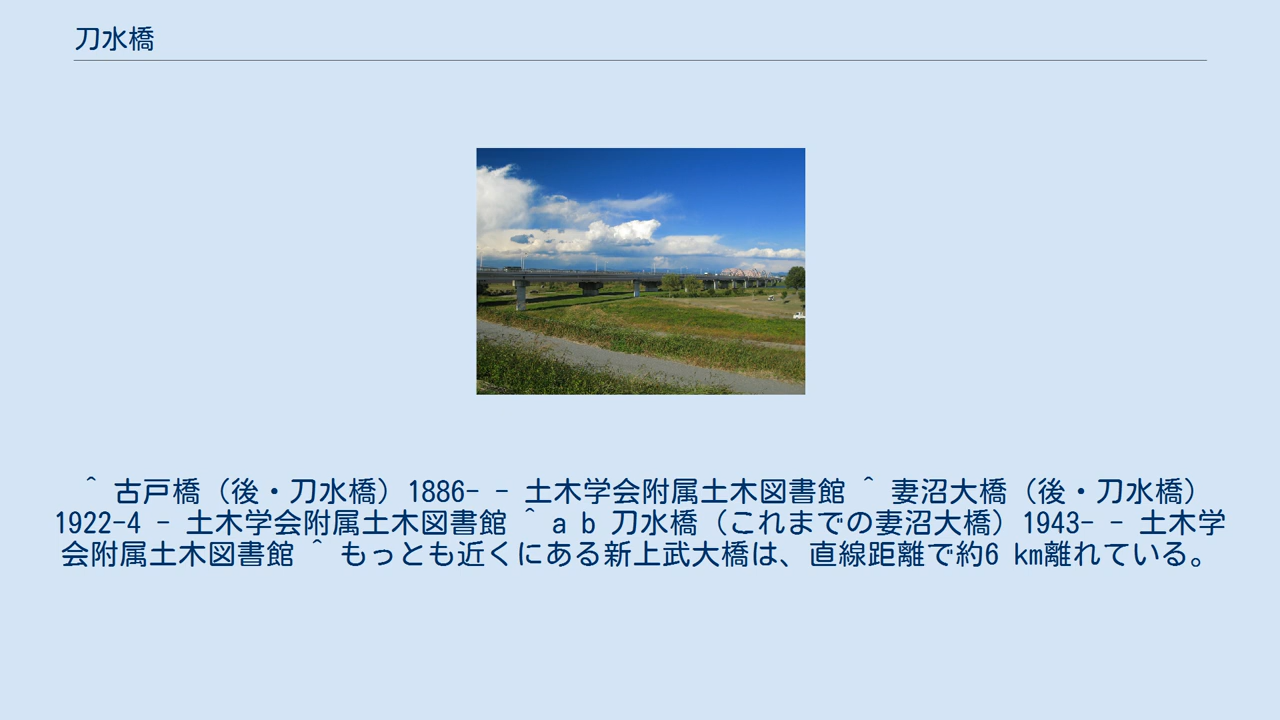 刀水橋
^ 古戸橋（後・刀水橋）1886- - 土木学会附属土木図書館 ^ 妻沼大橋（後・刀水橋）
1922-4 - 土木学会附属土木図書館 ^ a b 刀水橋（これまでの妻沼大橋）1943- - 土木学
会附属土木図書館 ^ もっとも近くにある新上武大橋は、直線距離で約6 km離れている。